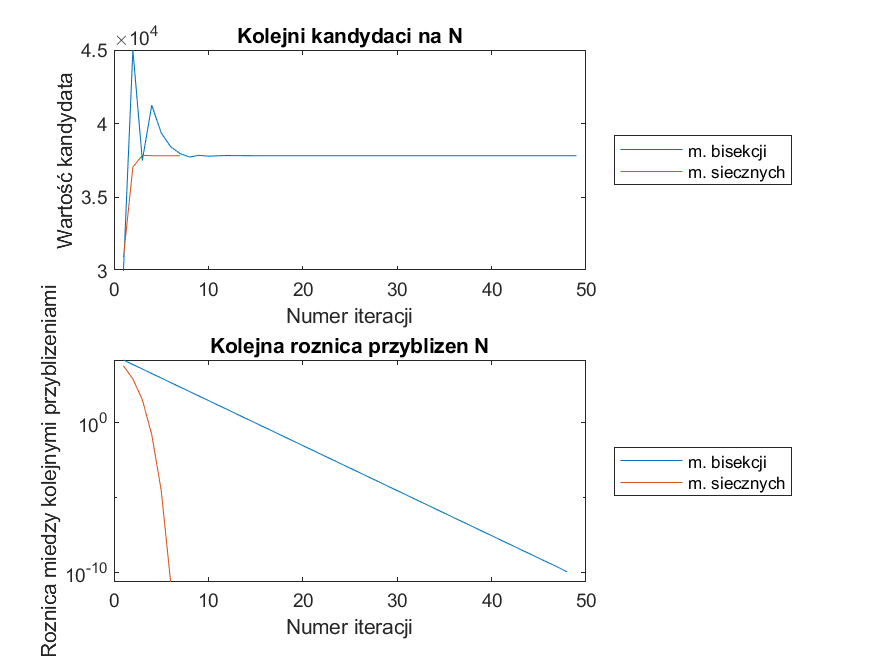 Kolejni kandydaci na N
×10^4
4.5
4
3.5
3
Wartość kandydata
0 10 20 30 40 50
Numer iteracji
m. bisekcji
m. siecznych
Kolejna roznica przyblizen N
10^0
10^-10
Roznica miedzy kolejnymi przyblizeniami
0 10 20 30 40 50
Numer iteracji
m. bisekcji
m. siecznych